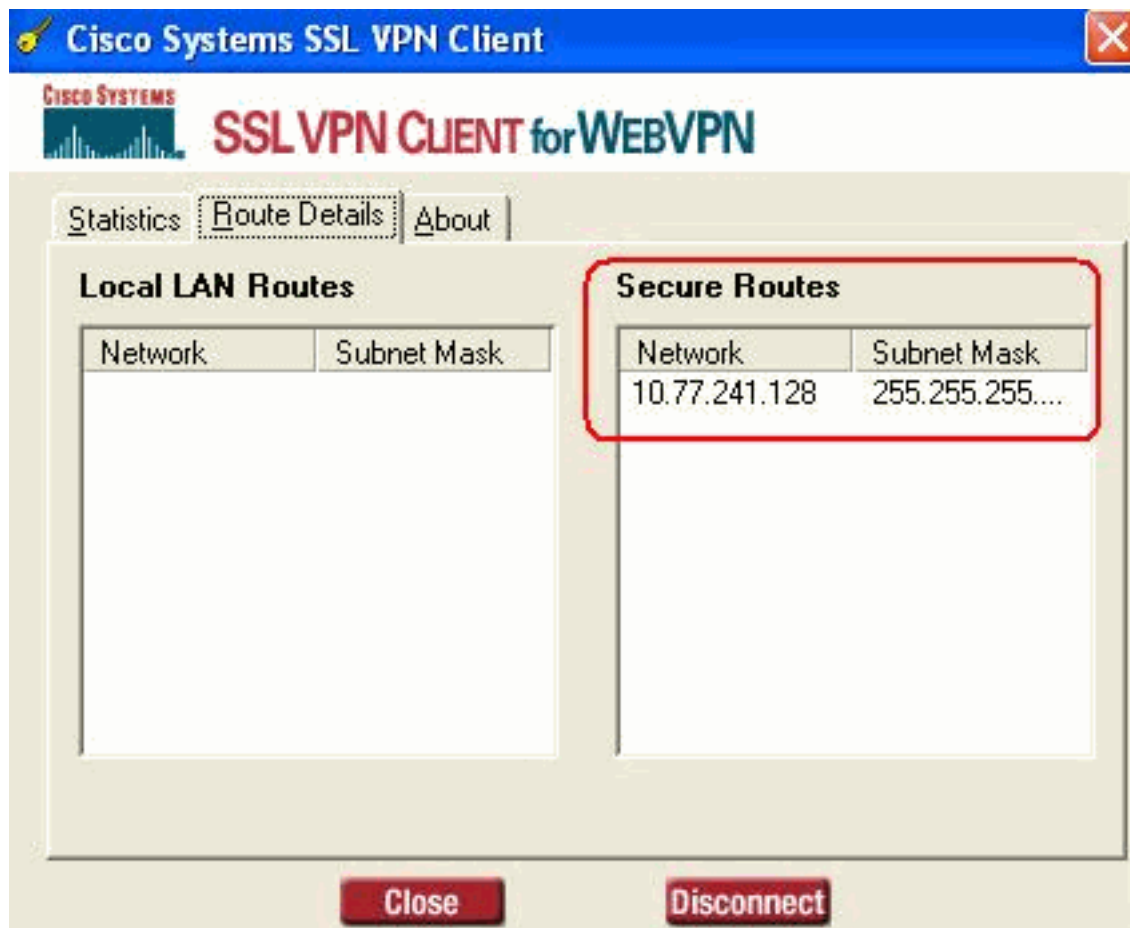 Cisco Systems SSL VPN Client
CISCO SYSTEMS
SSL VPN CLIENT for WEBVPN
Statistics Route Details About
Local LAN Routes
Network Subnet Mask
Secure Routes
Network Subnet Mask
10.77.241.128 255.255.255....
Close Disconnect